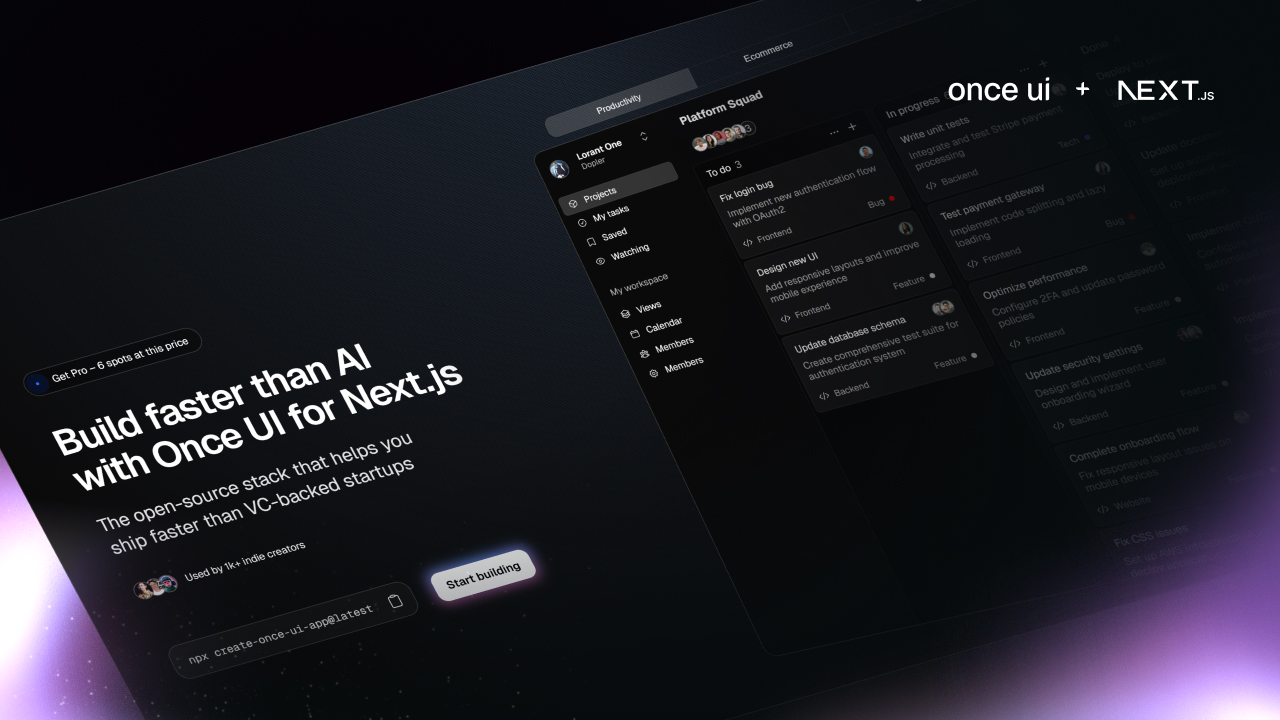 once ui + NEXT.JS
Get Pro – 6 spots at this price
Build faster than AI
with Once UI for Next.js
The open-source stack that helps you
ship faster than VC-backed startups
Used by 1k+ indie creators
npx create-once-ui-app@latest
Start building
Productivity
Ecommerce
Lorant One
Dopler
Projects
My tasks
Saved
Watching
My workspace
Views
Calendar
Members
Members
Platform Squad
To do 3
Fix login bug
Implement new authentication flow
with OAuth2
Frontend
Bug
Design new UI
Add responsive layouts and improve
mobile experience
Frontend
Feature
Update database schema
Create comprehensive test suite for
authentication system
Backend
Feature
In progress
Write unit tests
Integrate and test Stripe payment
processing
Backend
Tech
Test payment gateway
Implement code splitting and lazy
loading
Frontend
Bug
Optimize performance
Configure 2FA and update password
policies
Frontend
Feature
Update security settings
Design and implement user
onboarding wizard
Backend
Feature
Complete onboarding flow
Fix responsive layout issues on
mobile devices
Website
Fix CSS issues
Done